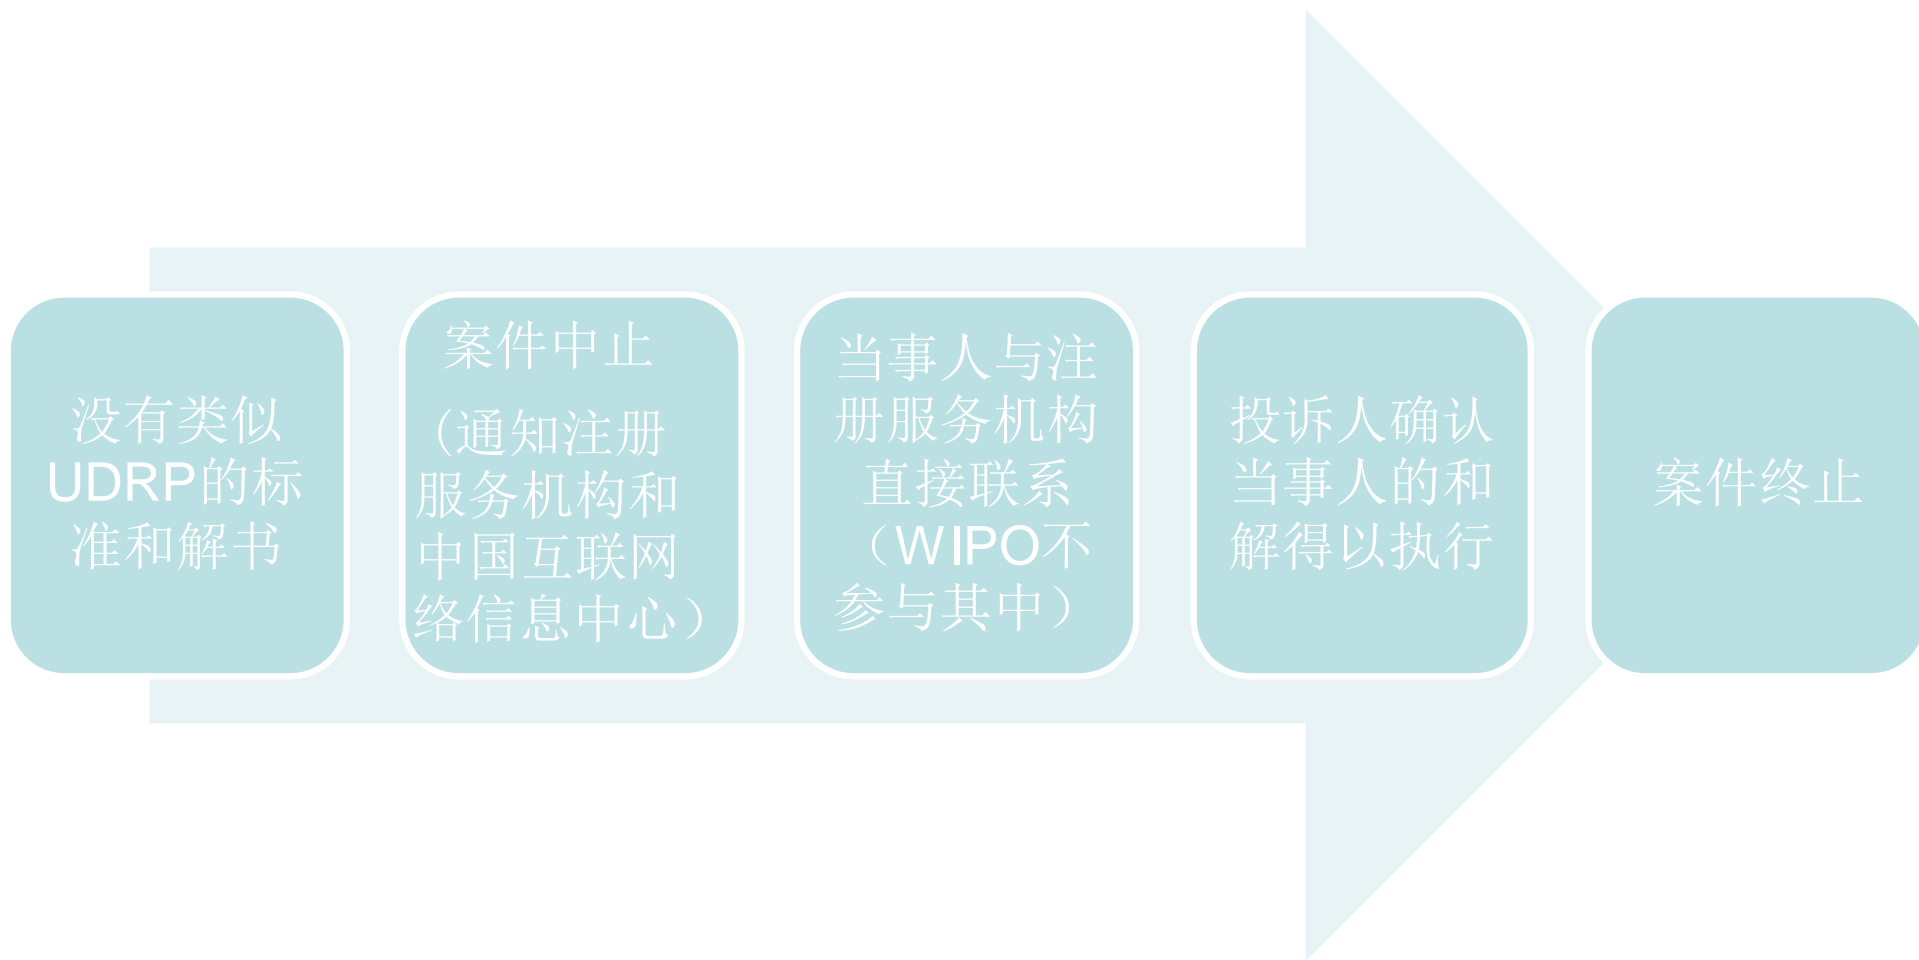 没有类似
UDRP的标
准和解书
案件中止
（通知注册
服务机构和
中国互联网
络信息中心）
当事人与注
册服务机构
直接联系
（WIPO不
参与其中）
投诉人确认
当事人的和
解得以执行
案件终止